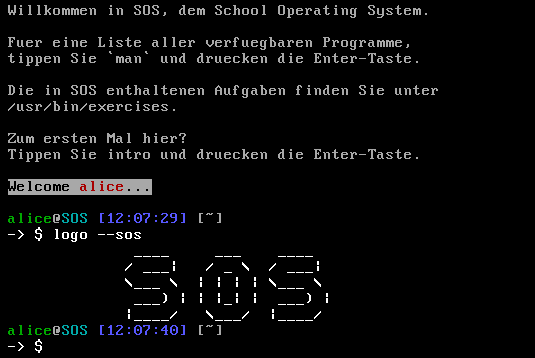 Willkommen in SOS, dem School Operating System.
Fuer eine Liste aller verfuegbaren Programme,
tippen Sie `man` und druecken die Enter-Taste.
Die in SOS enthaltenen Aufgaben finden Sie unter
/usr/bin/exercises.
Zum ersten Mal hier?
Tippen Sie intro und druecken die Enter-Taste.
Welcome alice...
alice@SOS [12:07:29] [~]
-> $ logo --sos
SOS
alice@SOS [12:07:40] [~]
-> $